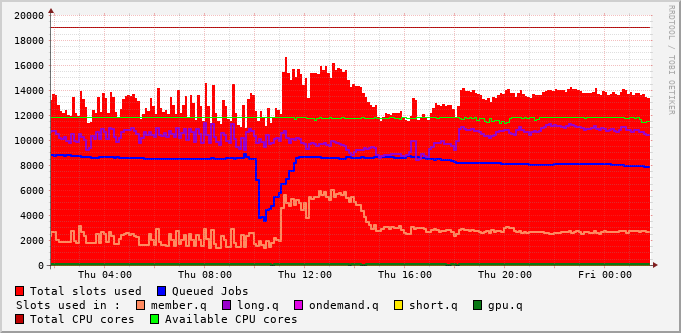 20000
18000
16000
14000
12000
10000
8000
6000
4000
2000
0
Thu 04:00 Thu 08:00 Thu 12:00 Thu 16:00 Thu 20:00 Fri 00:00
Total slots used Queued Jobs
Slots used in : member.q long.q ondemand.q short.q gpu.q
Total CPU cores Available CPU cores
RRDTOOL / TOBI OETIKER